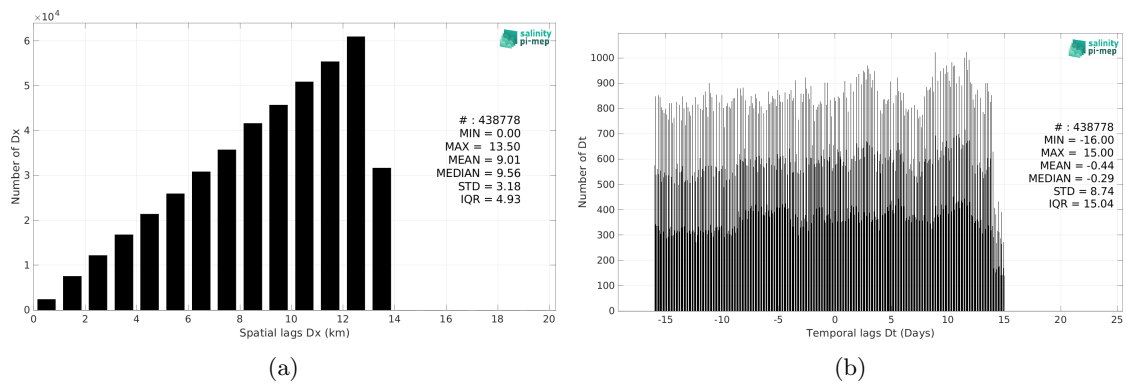 ×10⁴
6
5
4
3
2
1
0
Number of Dx
salinity
pi-mep
# : 438778
MIN = 0.00
MAX = 13.50
MEAN = 9.01
MEDIAN = 9.56
STD = 3.18
IQR = 4.93
0 2 4 6 8 10 12 14 16 18 20
Spatial lags Dx (km)
(a)
1000
900
800
700
600
500
400
300
200
100
0
Number of Dt
salinity
pi-mep
# : 438778
MIN = -16.00
MAX = 15.00
MEAN = -0.44
MEDIAN = -0.29
STD = 8.74
IQR = 15.04
-15 -10 -5 0 5 10 15 20 25
Temporal lags Dt (Days)
(b)